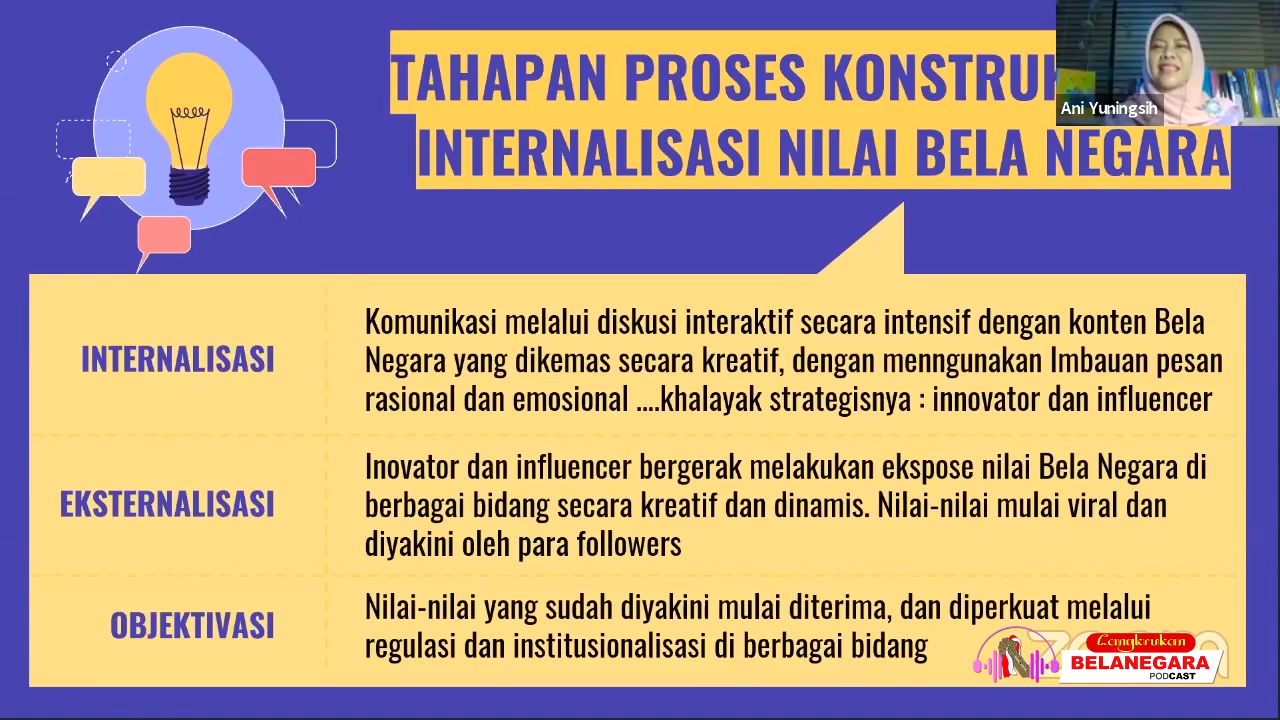 TAHAPAN PROSES
INTERNALISASI NILAI BELA NEGARA
Ani Yuningsih
INTERNALISASI
Komunikasi melalui diskusi interaktif secara intensif dengan konten Bela
Negara yang dikemas secara kreatif, dengan menngunakan Imbauan pesan
rasional dan emosional ....khalayak strategisnya : innovator dan influencer
EKSTERNALISASI
Inovator dan influencer bergerak melakukan ekspose nilai Bela Negara di
berbagai bidang secara kreatif dan dinamis. Nilai-nilai mulai viral dan
diyakini oleh para followers
OBJEKTIVASI
Nilai-nilai yang sudah diyakini mulai diterima, dan diperkuat melalui
regulasi dan institusionalisasi di berbagai bidang
Cangkrukan
BELANEGARA
PODCAST